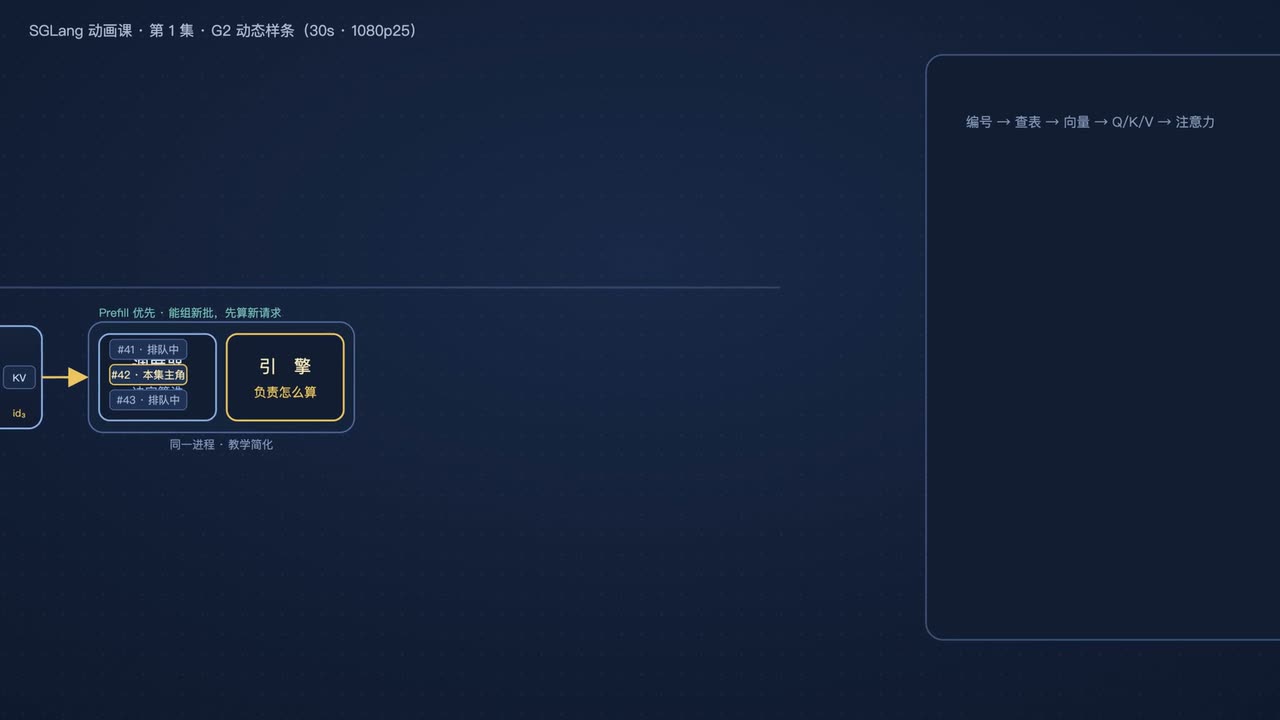 SGLang 动画课 · 第 1 集 · G2 动态样条（30s · 1080p25）
编号 → 查表 → 向量 → Q/K/V → 注意力
Prefill 优先 · 能组新批，先算新请求
KV
id₃
#41 · 排队中
#42 · 本集主角
#43 · 排队中
引 擎
负责怎么算
同一进程 · 教学简化